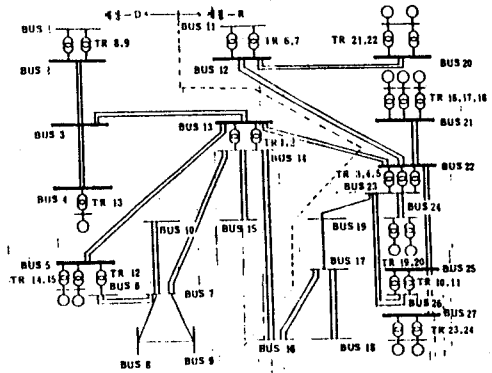 BUS 11
TR 8,9
TR 6,7
TR 21,22
BUS 12
BUS 20
TR 16,17,18
BUS 21
BUS 3
BUS 13
TR 1,2
BUS 14
BUS 22
TR 3,4,5
BUS 23
BUS 4
TR 13
BUS 24
BUS 10
BUS 15
BUS 19
BUS 17
BUS 5
TR 12
TR 14,15
BUS 6
BUS 7
TR 19,20
BUS 25
TR 10,11
BUS 26
BUS 27
TR 23,24
BUS 8
BUS 9
BUS 16
BUS 18